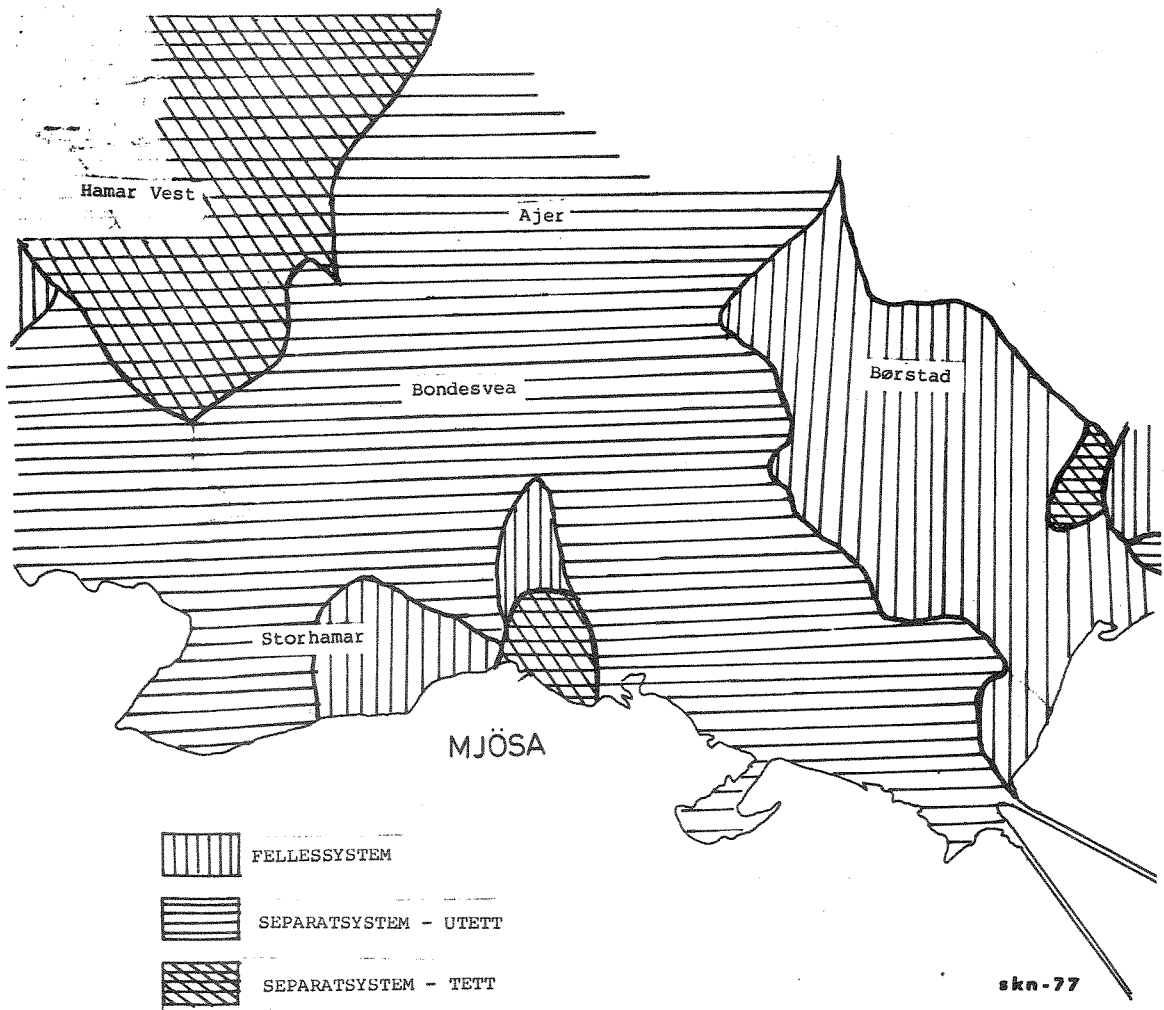 Hamar Vest
Ajer
Børstad
Bondesvea
Storhamar
MJÖSA
FELLESSYSTEM
SEPARATSYSTEM - UTETT
SEPARATSYSTEM - TETT
skn-77